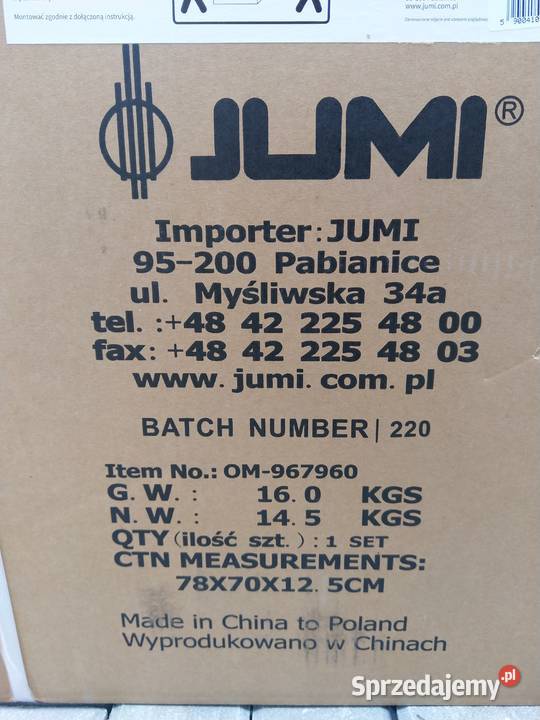 Montować zgodnie z dołączoną instrukcją.
www.jumi.com.pl
5 900410
JUMI®
Importer: JUMI
95-200 Pabianice
ul. Myśliwska 34a
tel. :+48 42 225 48 00
fax: +48 42 225 48 03
www. jumi. com. pl
BATCH NUMBER | 220
Item No.: OM-967960
G. W. : 16. 0 KGS
N. W. : 14. 5 KGS
QTY (ilość szt. ) : 1 SET
CTN MEASUREMENTS:
78X70X12. 5CM
Made in China to Poland
Wyprodukowano w Chinach
Sprzedajemy.pl